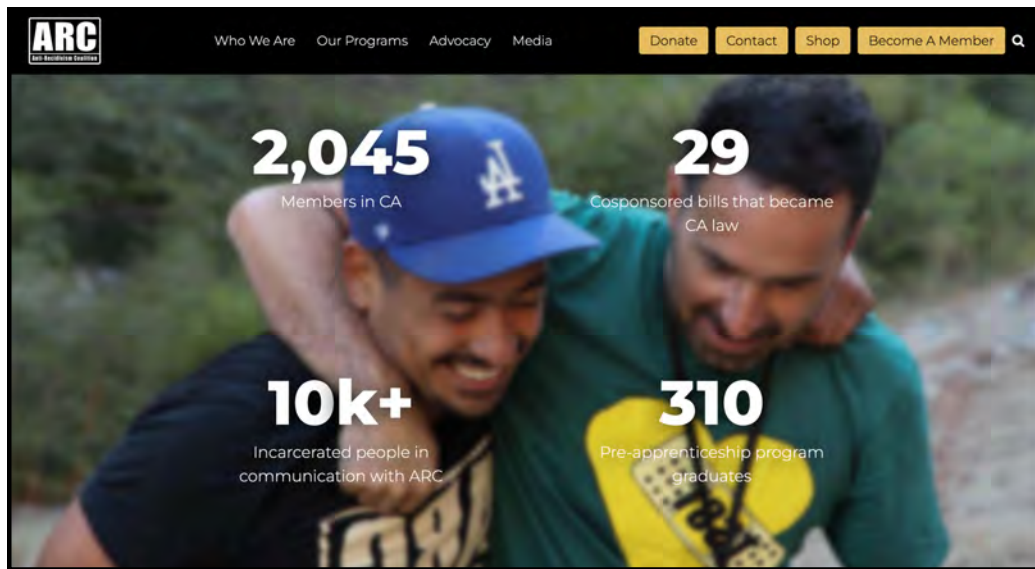 ARC
Anti-Recidivism Coalition
Who We Are Our Programs Advocacy Media
Donate Contact Shop Become A Member
2,045
Members in CA
29
Cosponsored bills that became
CA law
10k+
Incarcerated people in
communication with ARC
310
Pre-apprenticeship program
graduates
LA